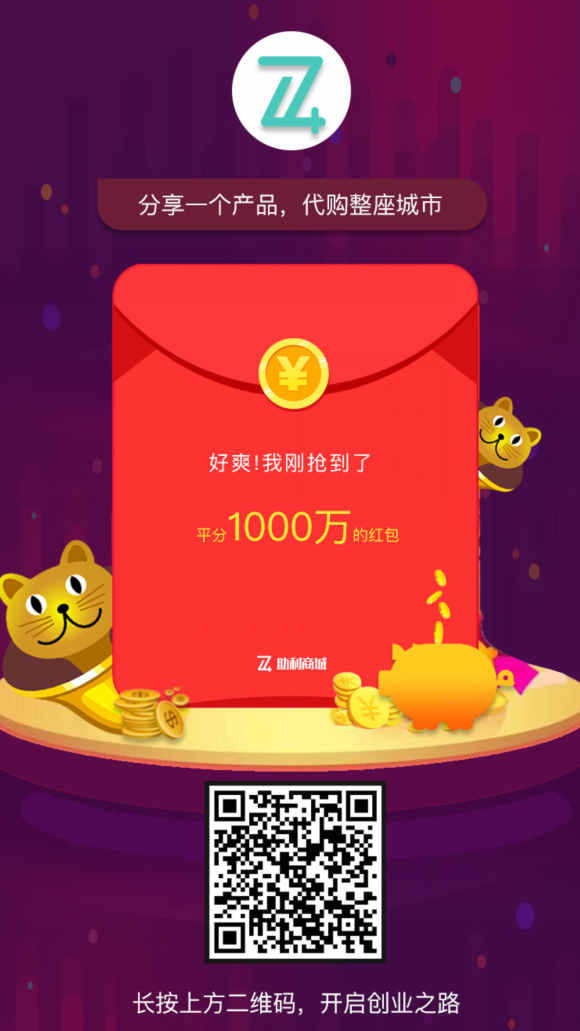 分享一个产品，代购整座城市
¥
好爽！我刚抢到了
平分1000万的红包
助利商城
长按上方二维码，开启创业之路